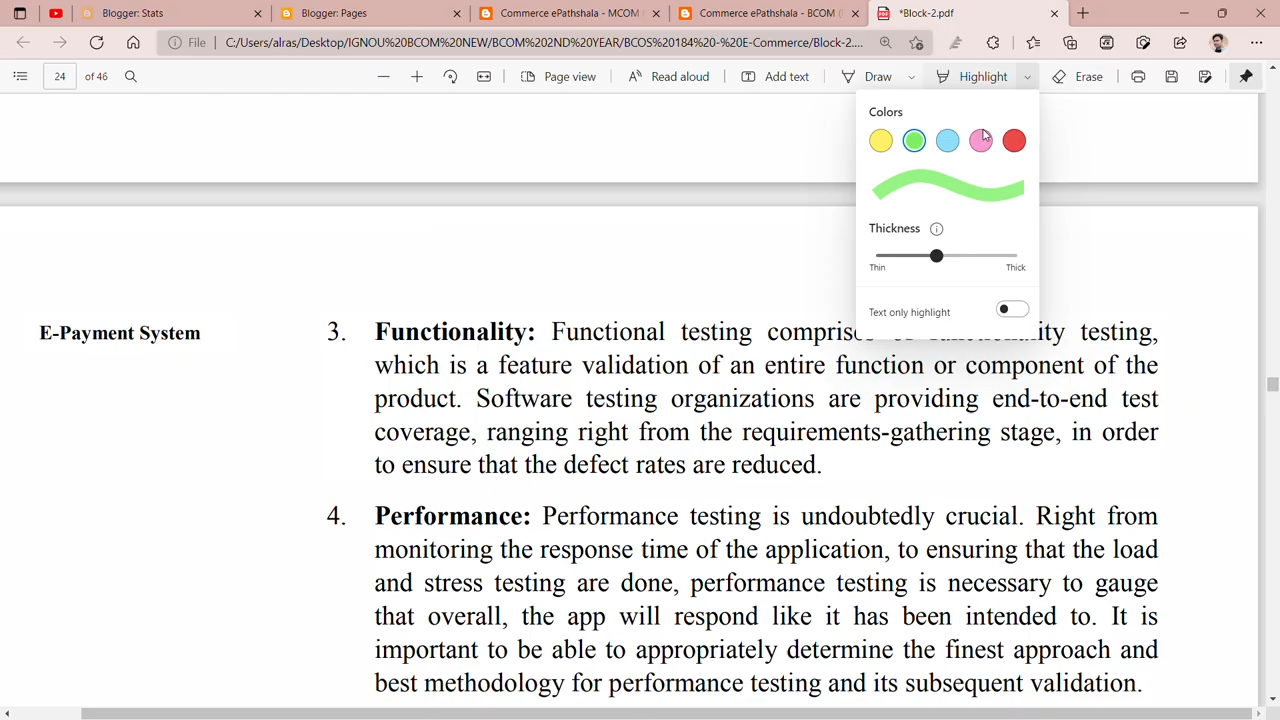 Blogger: Stats
Blogger: Pages
Commerce ePathshala - MCOM
Commerce ePathshala - BCOM (
*Block-2.pdf
File
C:/Users/alras/Desktop/IGNOU%20BCOM%20NEW/BCOM%202ND%20YEAR/BCOS%20184%20-%20E-Commerce/Block-2....
24 of 46
Page view
Read aloud
Add text
Draw
Highlight
Erase
Colors
Thickness
Thin
Thick
Text only highlight
E-Payment System
3. Functionality: Functional testing comprises of functionality testing,
which is a feature validation of an entire function or component of the
product. Software testing organizations are providing end-to-end test
coverage, ranging right from the requirements-gathering stage, in order
to ensure that the defect rates are reduced.
4. Performance: Performance testing is undoubtedly crucial. Right from
monitoring the response time of the application, to ensuring that the load
and stress testing are done, performance testing is necessary to gauge
that overall, the app will respond like it has been intended to. It is
important to be able to appropriately determine the finest approach and
best methodology for performance testing and its subsequent validation.